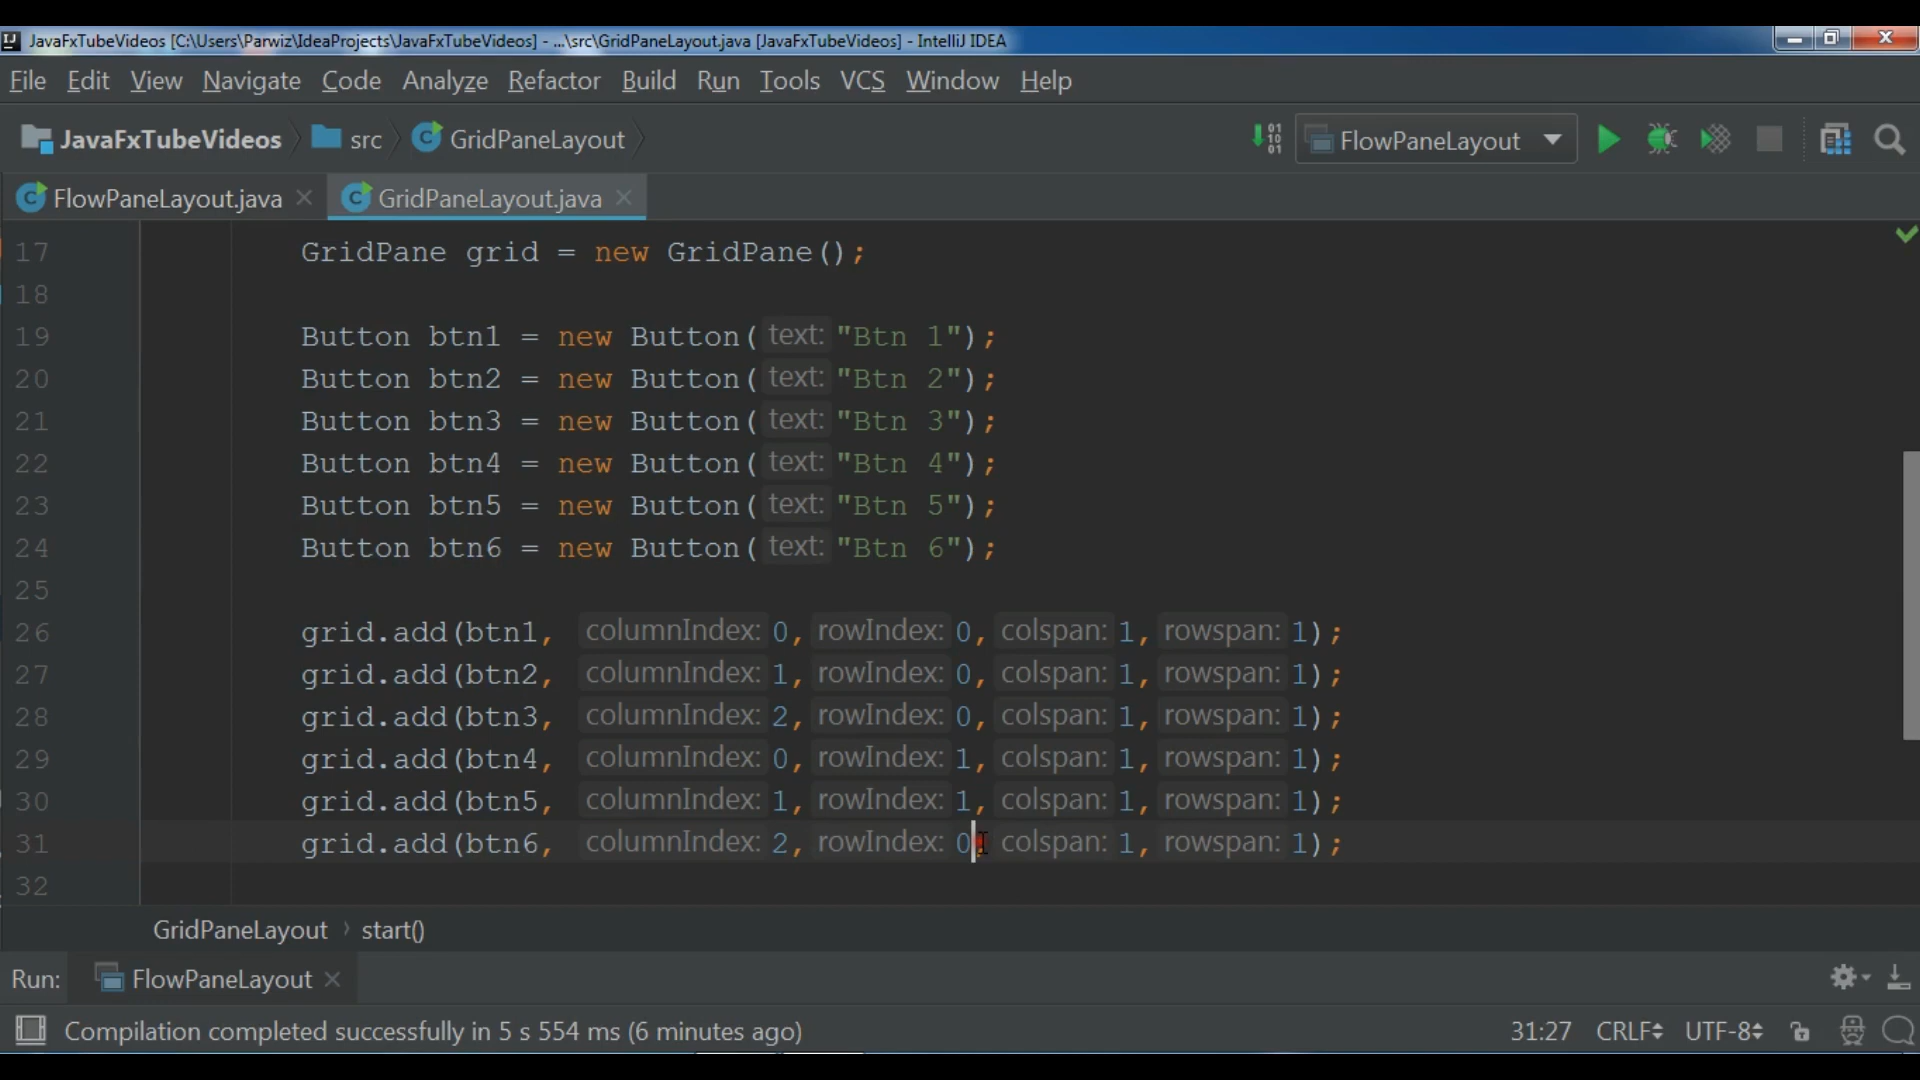 JavaFxTubeVideos [C:\Users\Parwiz\IdeaProjects\JavaFxTubeVideos] - ...\src\GridPaneLayout.java [JavaFxTubeVideos] - IntelliJ IDEA
File Edit View Navigate Code Analyze Refactor Build Run Tools VCS Window Help
JavaFxTubeVideos src GridPaneLayout FlowPaneLayout
FlowPaneLayout.java GridPaneLayout.java
17 GridPane grid = new GridPane();
18
19 Button btn1 = new Button( text: "Btn 1");
20 Button btn2 = new Button( text: "Btn 2");
21 Button btn3 = new Button( text: "Btn 3");
22 Button btn4 = new Button( text: "Btn 4");
23 Button btn5 = new Button( text: "Btn 5");
24 Button btn6 = new Button( text: "Btn 6");
25
26 grid.add(btn1, columnIndex: 0, rowIndex: 0, colspan: 1, rowspan: 1);
27 grid.add(btn2, columnIndex: 1, rowIndex: 0, colspan: 1, rowspan: 1);
28 grid.add(btn3, columnIndex: 2, rowIndex: 0, colspan: 1, rowspan: 1);
29 grid.add(btn4, columnIndex: 0, rowIndex: 1, colspan: 1, rowspan: 1);
30 grid.add(btn5, columnIndex: 1, rowIndex: 1, colspan: 1, rowspan: 1);
31 grid.add(btn6, columnIndex: 2, rowIndex: 0, colspan: 1, rowspan: 1);
32
GridPaneLayout start()
Run: FlowPaneLayout
Compilation completed successfully in 5 s 554 ms (6 minutes ago) 31:27 CRLF UTF-8